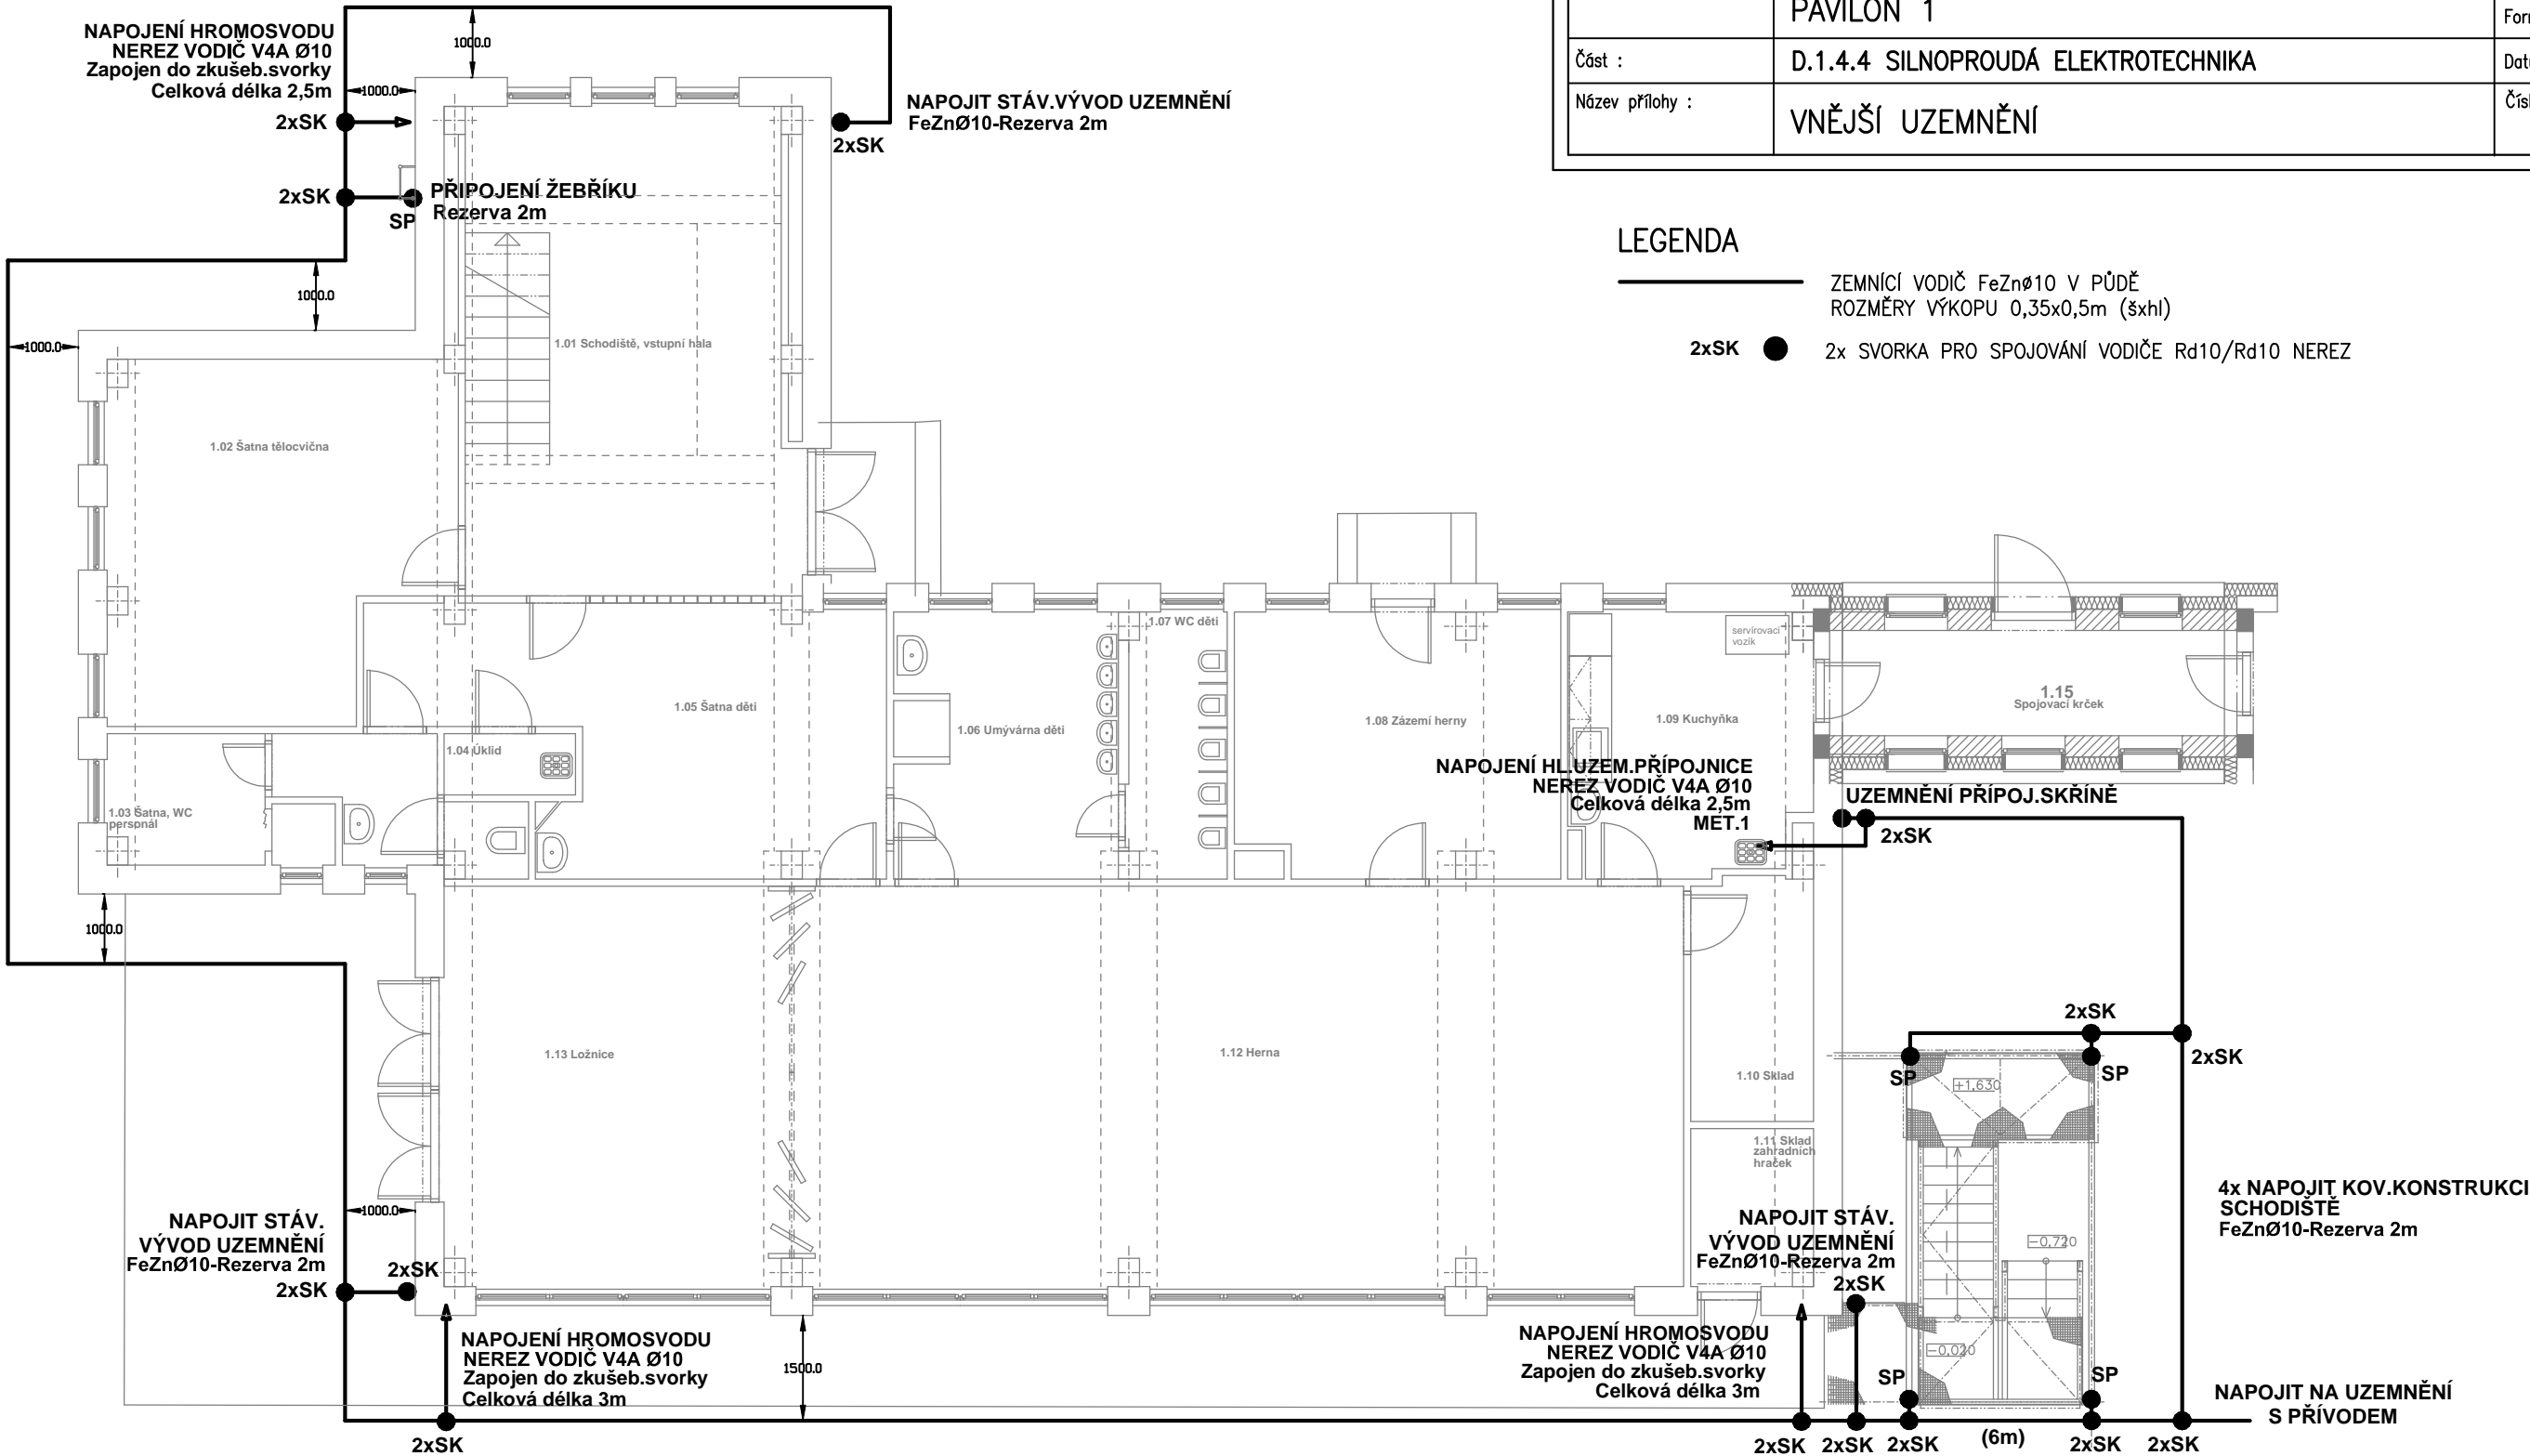 PAVILON 1
Část :
D.1.4.4 SILNOPROUDÁ ELEKTROTECHNIKA
Název přílohy :
VNĚJŠÍ UZEMNĚNÍ
NAPOJENÍ HROMOSVODU
NEREZ VODIČ V4A Ø10
Zapojen do zkušeb.svorky
Celková délka 2,5m
1000.0
1000.0
2xSK
NAPOJIT STÁV.VÝVOD UZEMNĚNÍ
FeZnØ10-Rezerva 2m
2xSK
2xSK
PŘIPOJENÍ ŽEBŘÍKU
Rezerva 2m
SP
LEGENDA
ZEMNÍCÍ VODIČ FeZnø10 V PŮDĚ
ROZMĚRY VÝKOPU 0,35x0,5m (šxhl)
2xSK
2x SVORKA PRO SPOJOVÁNÍ VODIČE Rd10/Rd10 NEREZ
1000.0
1000.0
1.01 Schodiště, vstupní hala
1.02 Šatna tělocvična
1.07 WC děti
servírovací
vozík
1.15
Spojovací krček
1.05 Šatna děti
1.06 Umývárna děti
1.08 Zázemí herny
1.09 Kuchyňka
1.04 Úklid
1.03 Šatna, WC
personál
NAPOJENÍ HL.UZEM.PŘÍPOJNICE
NEREZ VODIČ V4A Ø10
Celková délka 2,5m
MET.1
UZEMNĚNÍ PŘÍPOJ.SKŘÍNĚ
2xSK
1000.0
1.13 Ložnice
1.12 Herna
1.10 Sklad
1.11 Sklad
zahradních
hraček
2xSK
2xSK
SP
SP
+1,630
-0,720
-0,020
4x NAPOJIT KOV.KONSTRUKCI
SCHODIŠTĚ
FeZnØ10-Rezerva 2m
1000.0
NAPOJIT STÁV.
VÝVOD UZEMNĚNÍ
FeZnØ10-Rezerva 2m
2xSK
2xSK
NAPOJIT STÁV.
VÝVOD UZEMNĚNÍ
FeZnØ10-Rezerva 2m
2xSK
NAPOJENÍ HROMOSVODU
NEREZ VODIČ V4A Ø10
Zapojen do zkušeb.svorky
Celková délka 3m
1500.0
NAPOJENÍ HROMOSVODU
NEREZ VODIČ V4A Ø10
Zapojen do zkušeb.svorky
Celková délka 3m
SP
SP
NAPOJIT NA UZEMNĚNÍ
S PŘÍVODEM
2xSK
2xSK
2xSK
2xSK
(6m)
2xSK
2xSK